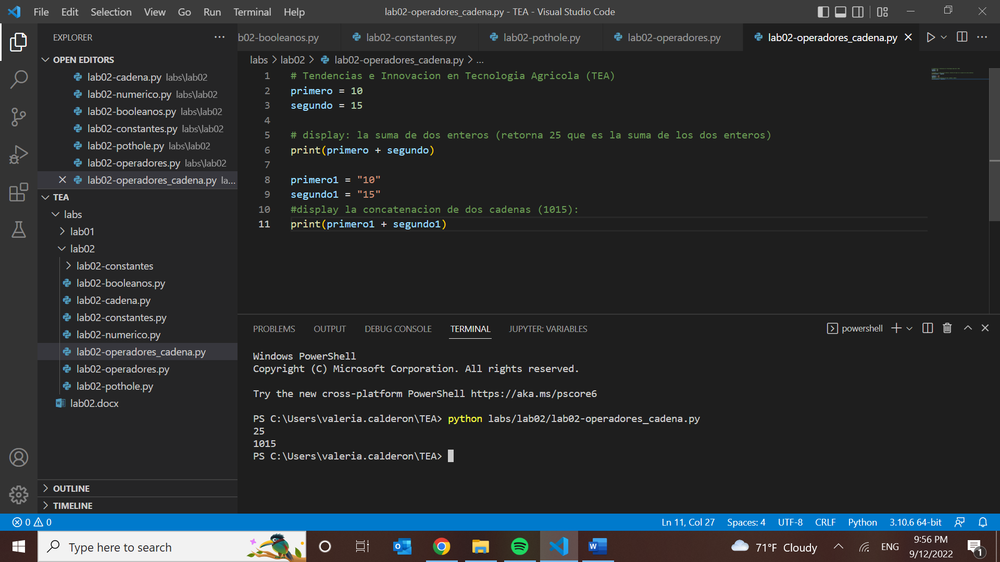 File Edit Selection View Go Run Terminal Help
lab02-operadores_cadena.py - TEA - Visual Studio Code
EXPLORER
OPEN EDITORS
lab02-cadena.py labs\lab02
lab02-numerico.py labs\lab02
lab02-booleanos.py labs\lab02
lab02-constantes.py labs\lab02
lab02-pothole.py labs\lab02
lab02-operadores.py labs\lab02
lab02-operadores_cadena.py la...
TEA
labs
lab01
lab02
lab02-constantes
lab02-booleanos.py
lab02-cadena.py
lab02-constantes.py
lab02-numerico.py
lab02-operadores_cadena.py
lab02-operadores.py
lab02-pothole.py
lab02.docx
OUTLINE
TIMELINE
b02-booleanos.py lab02-constantes.py lab02-pothole.py lab02-operadores.py lab02-operadores_cadena.py
labs > lab02 > lab02-operadores_cadena.py > ...
1 # Tendencias e Innovacion en Tecnologia Agricola (TEA)
2 primero = 10
3 segundo = 15
4
5 # display: la suma de dos enteros (retorna 25 que es la suma de los dos enteros)
6 print(primero + segundo)
7
8 primero1 = "10"
9 segundo1 = "15"
10 #display la concatenacion de dos cadenas (1015):
11 print(primero1 + segundo1)
PROBLEMS OUTPUT DEBUG CONSOLE TERMINAL JUPYTER: VARIABLES
powershell
Windows PowerShell
Copyright (C) Microsoft Corporation. All rights reserved.
Try the new cross-platform PowerShell https://aka.ms/pscore6
PS C:\Users\valeria.calderon\TEA> python labs/lab02/lab02-operadores_cadena.py
25
1015
PS C:\Users\valeria.calderon\TEA>
0 0
Ln 11, Col 27 Spaces: 4 UTF-8 CRLF Python 3.10.6 64-bit
Type here to search
71°F Cloudy
ENG
9:56 PM
9/12/2022
1